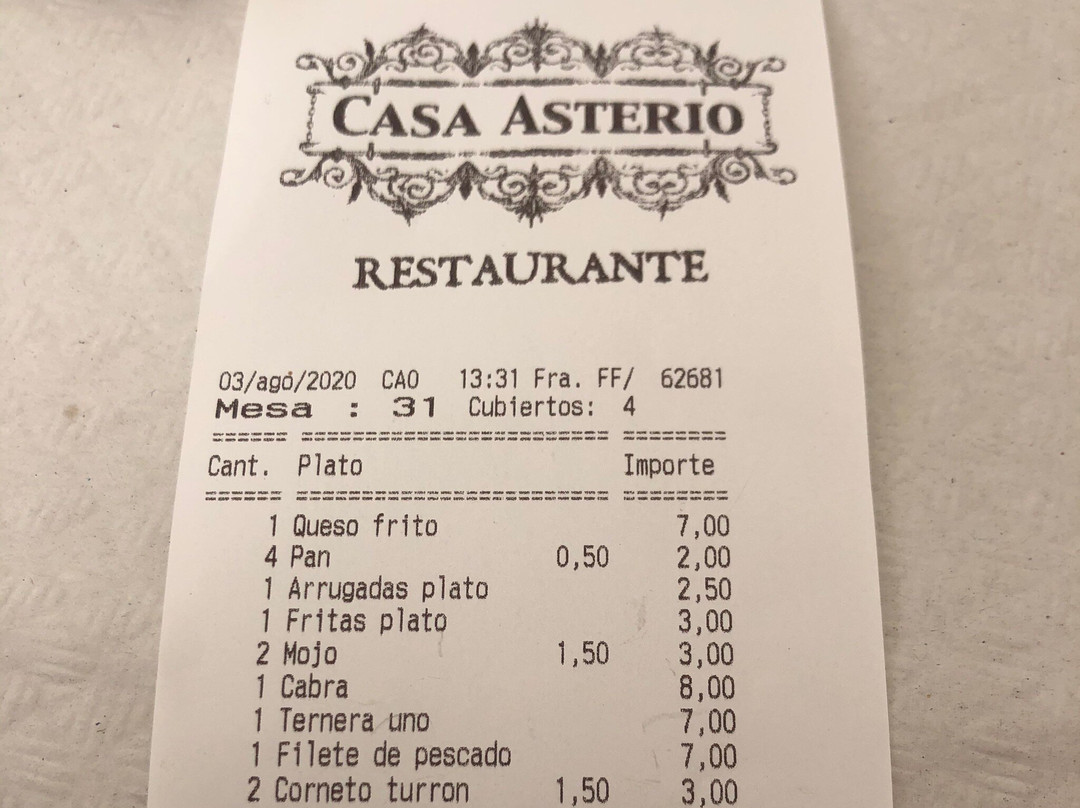 CASA ASTERIO
RESTAURANTE
03/ago/2020 CAO 13:31 Fra. FF/ 62681
Mesa : 31 Cubiertos: 4
====== ======================== ========
Cant. Plato Importe
====== ======================== ========
1 Queso frito 7,00
4 Pan 0,50 2,00
1 Arrugadas plato 2,50
1 Fritas plato 3,00
2 Mojo 1,50 3,00
1 Cabra 8,00
1 Ternera uno 7,00
1 Filete de pescado 7,00
2 Corneto turron 1,50 3,00